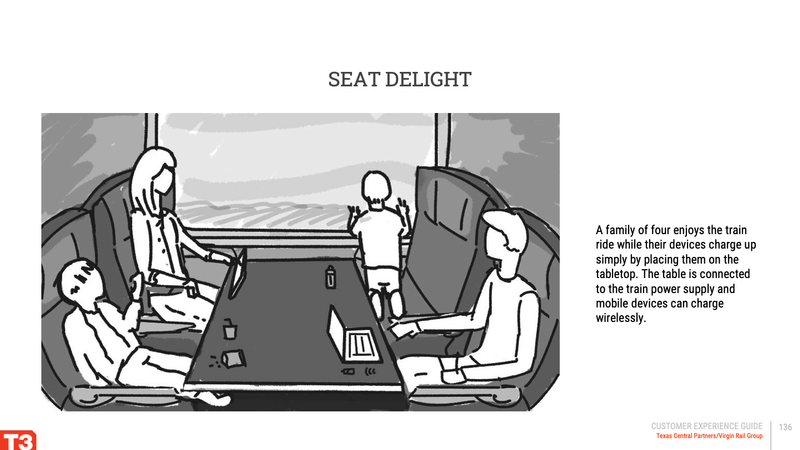 SEAT DELIGHT
A family of four enjoys the train
ride while their devices charge up
simply by placing them on the
tabletop. The table is connected
to the train power supply and
mobile devices can charge
wirelessly.
CUSTOMER EXPERIENCE GUIDE
Texas Central Partners/Virgin Rail Group
136
T3